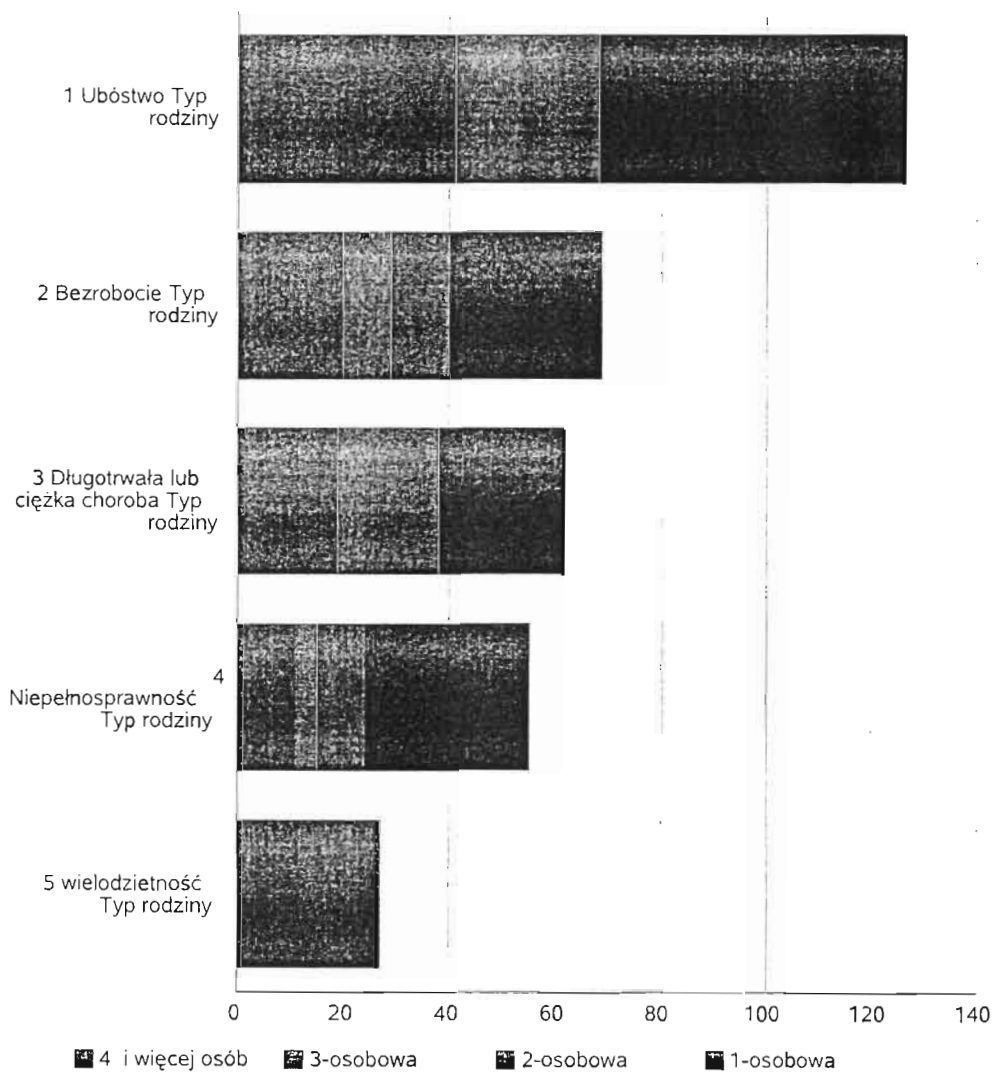 1 Ubóstwo Typ
rodziny
2 Bezrobocie Typ
rodziny
3 Długotrwała lub
ciężka choroba Typ
rodziny
4
Niepełnosprawność
Typ rodziny
5 wielodzietność
Typ rodziny
0 20 40 60 80 100 120 140
4 i więcej osób 3-osobowa 2-osobowa 1-osobowa